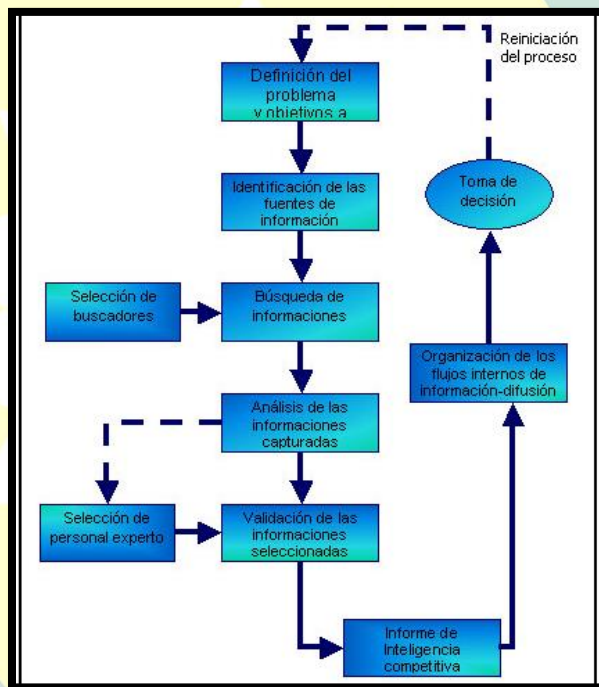 Reiniciación
del proceso
Definición del
problema
y objetivos a
Identificación de las
fuentes de
información
Toma de
decisión
Selección de
buscadores
Búsqueda de
informaciones
Organización de los
flujos internos de
información-difusión
Análisis de las
informaciones
capturadas
Selección de
personal experto
Validación de las
informaciones
seleccionadas
Informe de
Inteligencia
competitiva